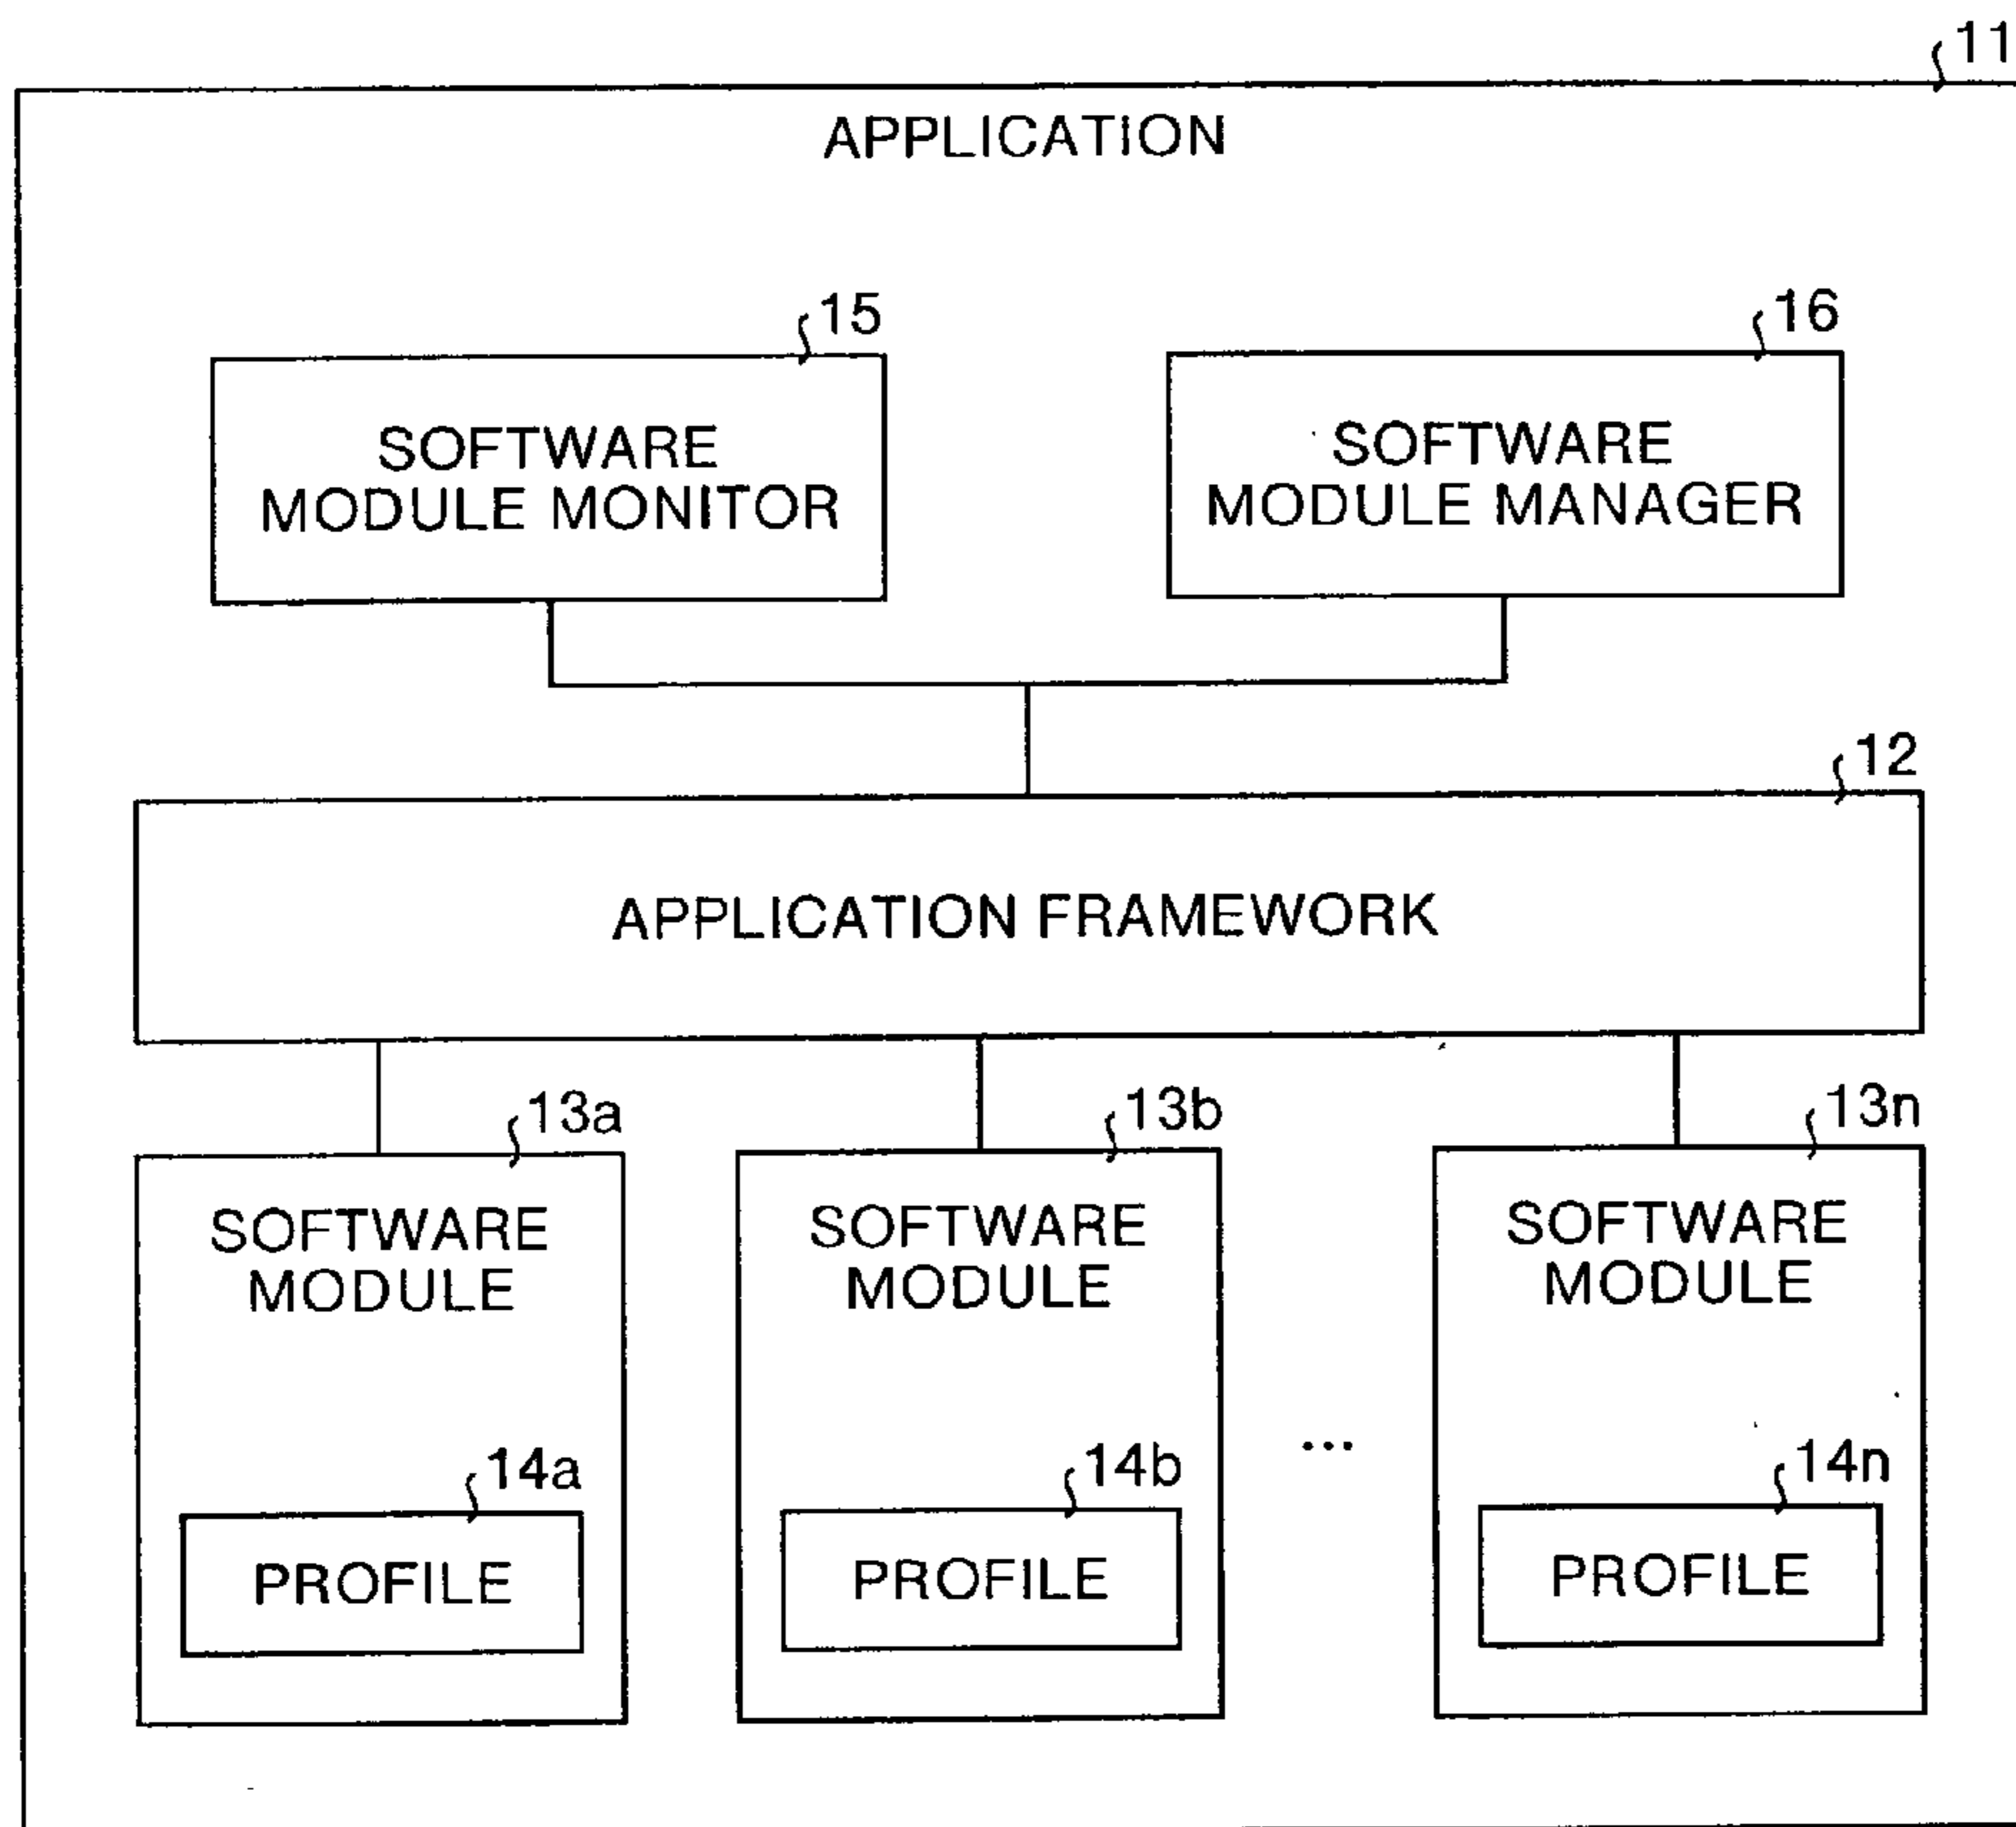 11
APPLICATION
15
16
SOFTWARE
MODULE MONITOR
SOFTWARE
MODULE MANAGER
12
APPLICATION FRAMEWORK
13a
13b
13n
SOFTWARE
MODULE
SOFTWARE
MODULE
SOFTWARE
MODULE
...
14a
14b
14n
PROFILE
PROFILE
PROFILE